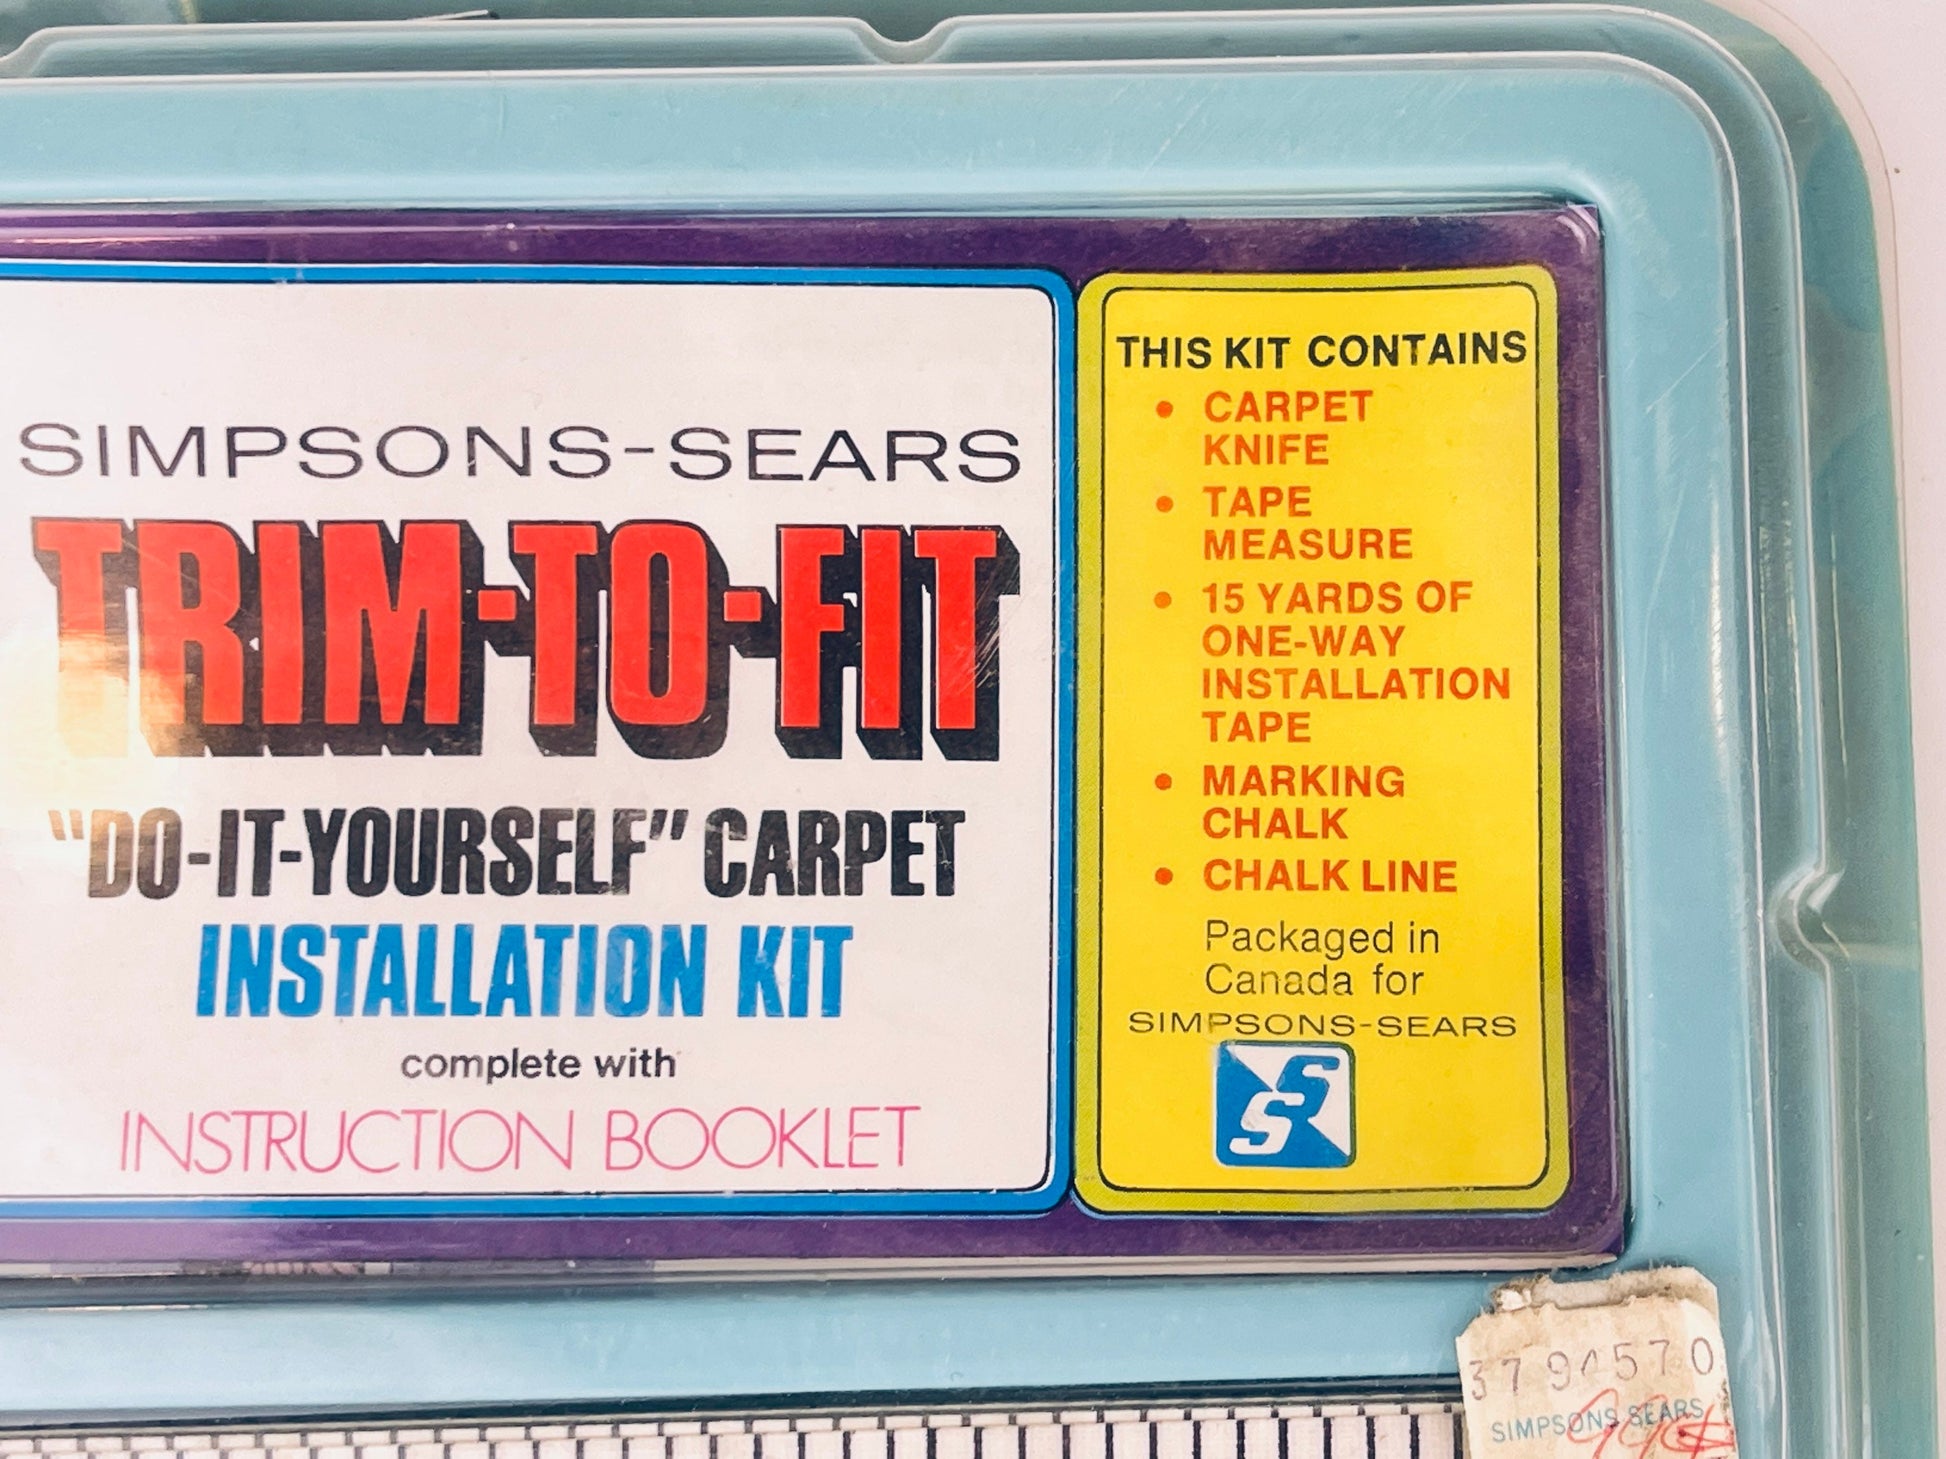 SIMPSONS-SEARS
TRIM-TO-FIT
"DO-IT-YOURSELF" CARPET
INSTALLATION KIT
complete with
INSTRUCTION BOOKLET
THIS KIT CONTAINS
• CARPET
KNIFE
• TAPE
MEASURE
• 15 YARDS OF
ONE-WAY
INSTALLATION
TAPE
• MARKING
CHALK
• CHALK LINE
Packaged in
Canada for
SIMPSONS-SEARS
SS
SIMPSONS SEARS